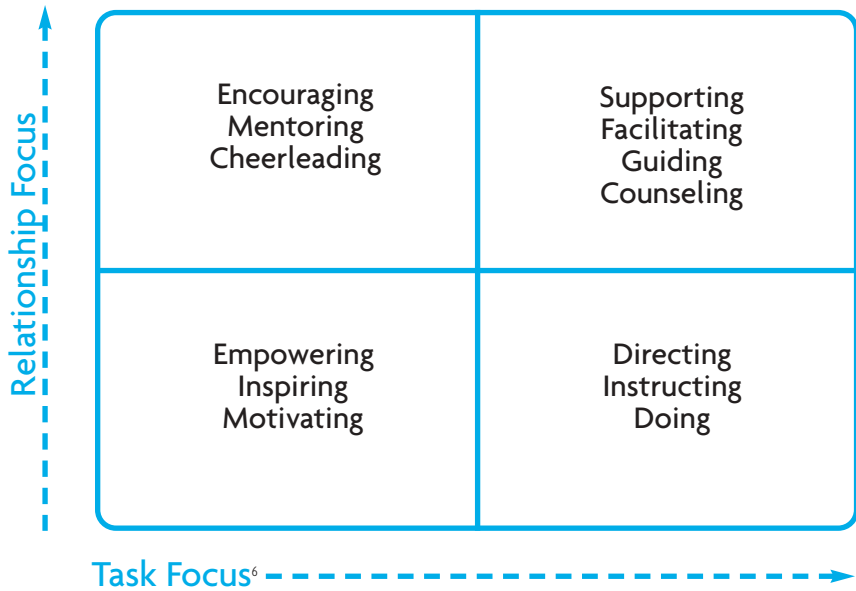 Relationship Focus
Encouraging
Mentoring
Cheerleading
Supporting
Facilitating
Guiding
Counseling
Empowering
Inspiring
Motivating
Directing
Instructing
Doing
Task Focus⁶